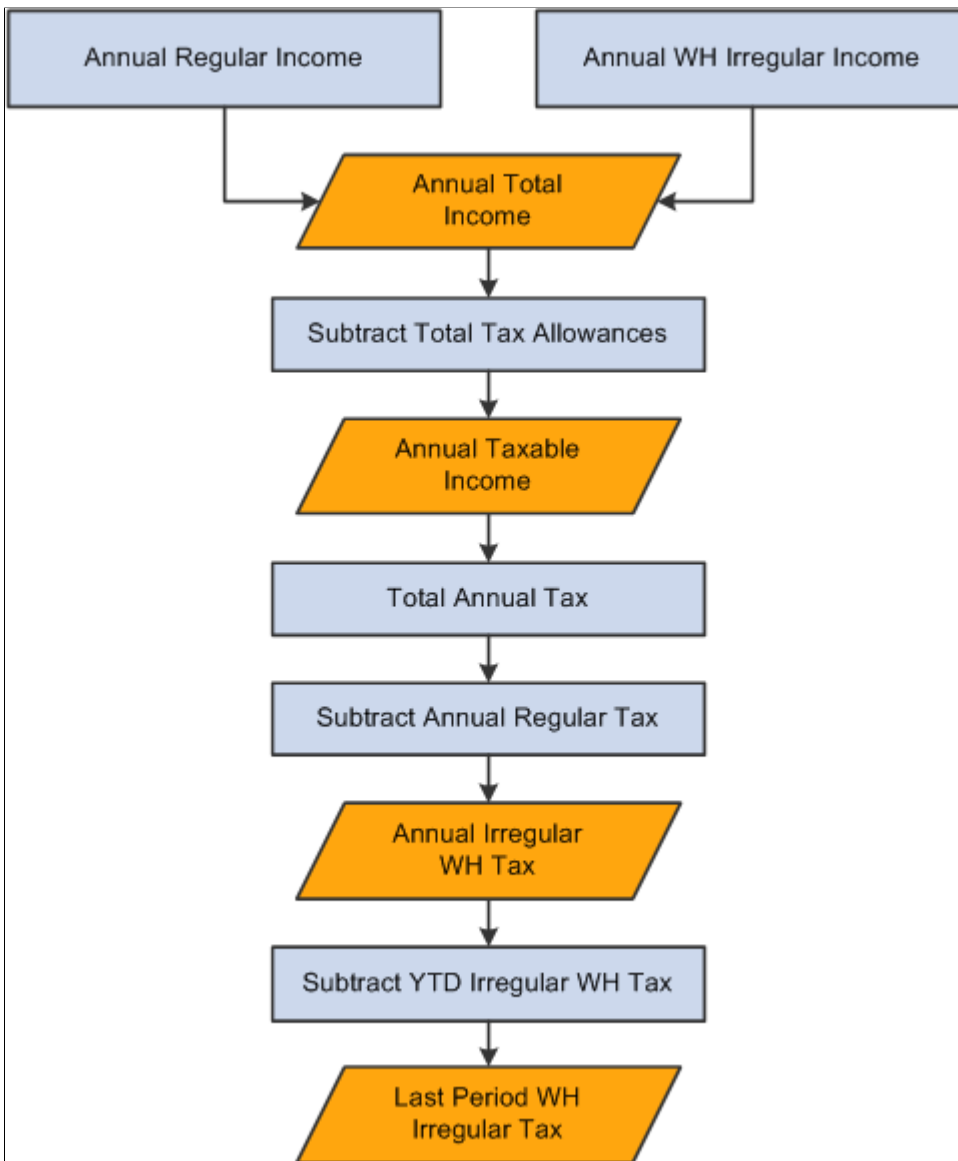 Annual Regular Income
Annual WH Irregular Income
Annual Total
Income
Subtract Total Tax Allowances
Annual Taxable
Income
Total Annual Tax
Subtract Annual Regular Tax
Annual Irregular
WH Tax
Subtract YTD Irregular WH Tax
Last Period WH
Irregular Tax